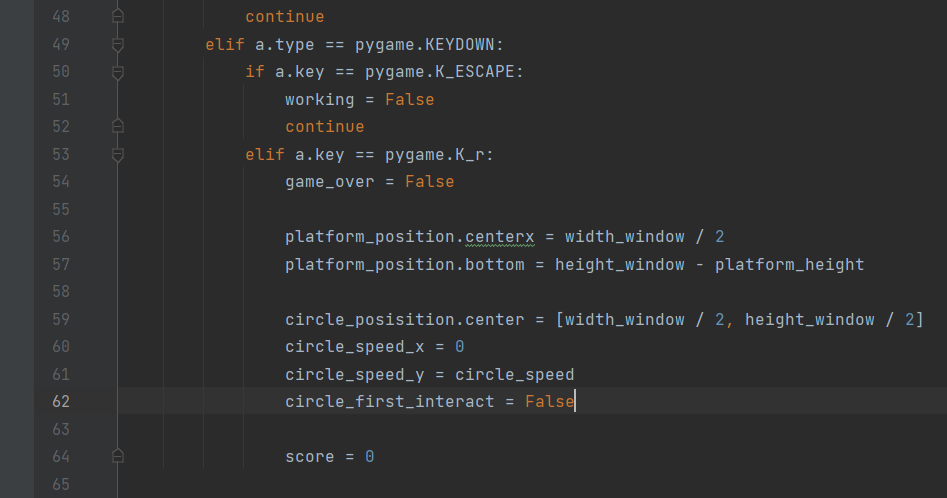 48 continue
49 elif a.type == pygame.KEYDOWN:
50 if a.key == pygame.K_ESCAPE:
51 working = False
52 continue
53 elif a.key == pygame.K_r:
54 game_over = False
55
56 platform_position.centerx = width_window / 2
57 platform_position.bottom = height_window - platform_height
58
59 circle_posisition.center = [width_window / 2, height_window / 2]
60 circle_speed_x = 0
61 circle_speed_y = circle_speed
62 circle_first_interact = False
63
64 score = 0
65